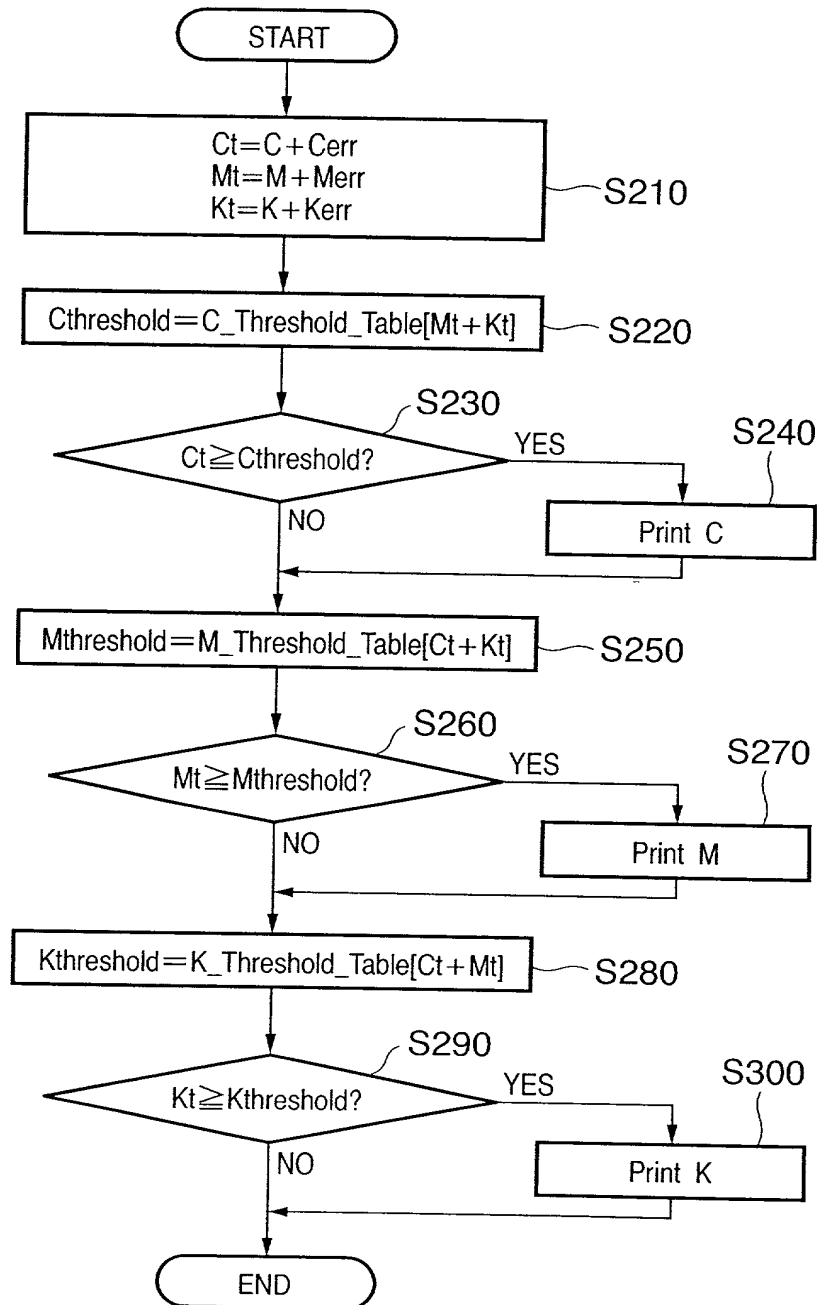 START
Ct=C+Cerr
Mt=M+Merr
Kt=K+Kerr
S210
Cthreshold=C_Threshold_Table[Mt+Kt]
S220
S230
Ct≧Cthreshold?
YES
S240
Print C
NO
Mthreshold=M_Threshold_Table[Ct+Kt]
S250
S260
Mt≧Mthreshold?
YES
S270
Print M
NO
Kthreshold=K_Threshold_Table[Ct+Mt]
S280
S290
Kt≧Kthreshold?
YES
S300
Print K
NO
END